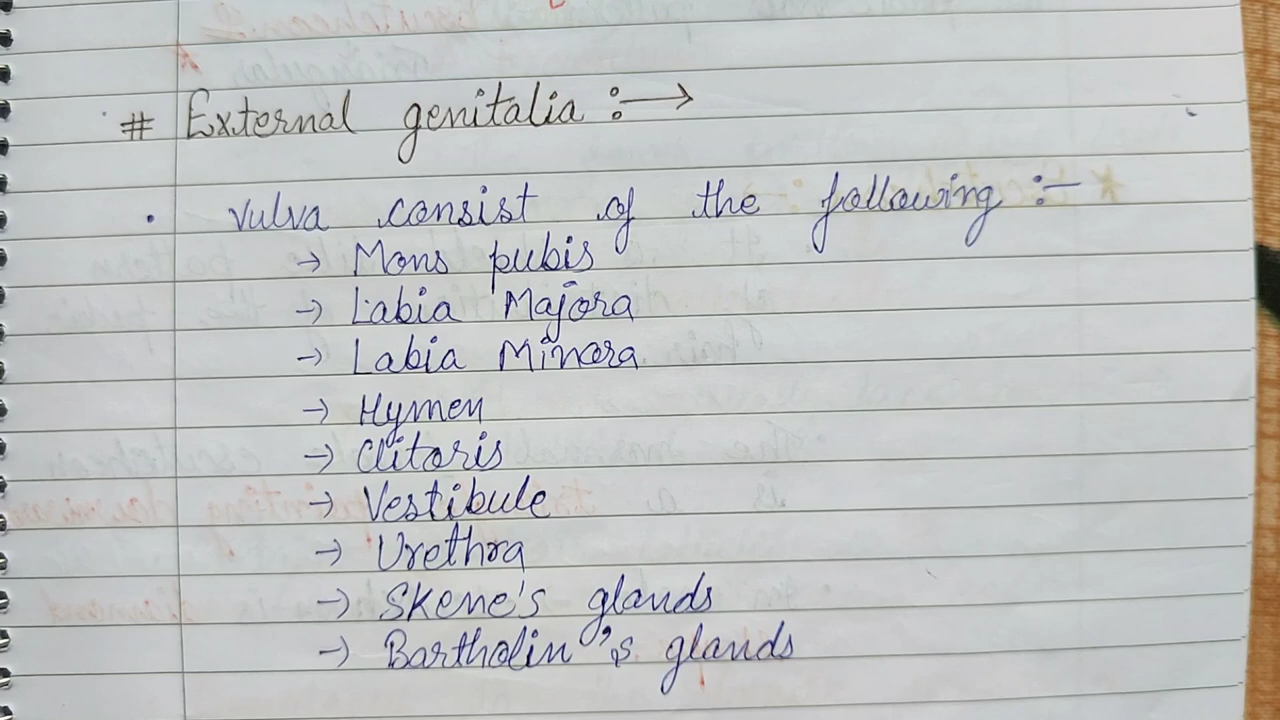 # External genitalia :→
• Vulva consist of the following :-
→ Mons pubis
→ Labia Majora
→ Labia Minora
→ Hymen
→ Clitoris
→ Vestibule
→ Urethra
→ Skene's glands
→ Bartholin's glands